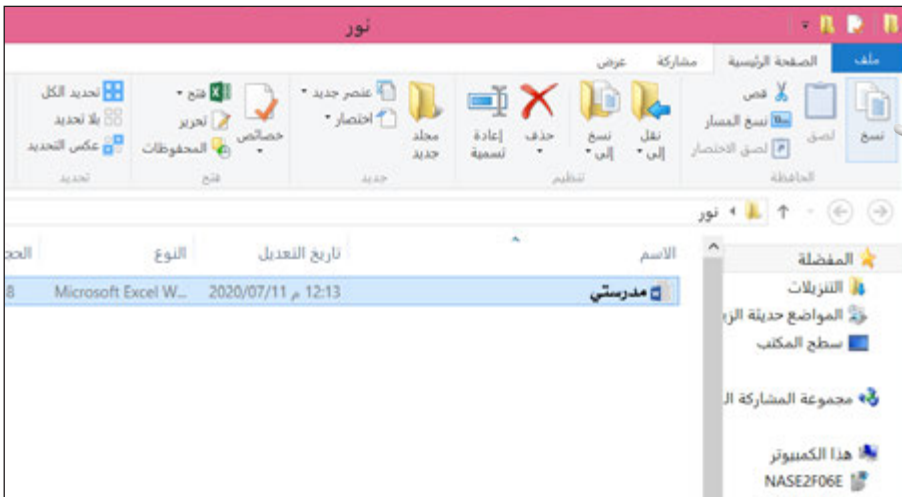 نور
ملف الصفحة الرئيسية مشاركة عرض
نسخ
لصق
قص
نسخ المسار
لصق الاختصار
الحافظة
نقل إلى
نسخ إلى
حذف
إعادة تسمية
تنظيم
مجلد جديد
عنصر جديد
اختصار
جديد
خصائص
فتح
تحرير
المحفوظات
فتح
تحديد الكل
بلا تحديد
عكس التحديد
تحديد
نور
الاسم تاريخ التعديل النوع
مدرستي 2020/07/11 م 12:13 Microsoft Excel W... 8
المفضلة
التنزيلات
المواضع حديثة
سطح المكتب
مجموعة المشاركة
هذا الكمبيوتر
NASE2F06E